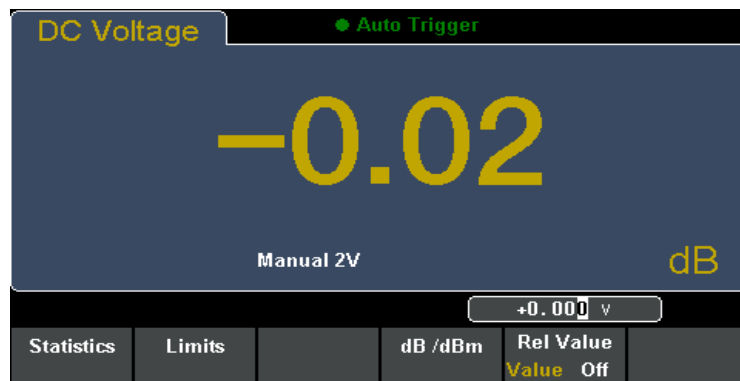 DC Voltage
Auto Trigger
−0.02
Manual 2V
dB
+0.000 V
Statistics
Limits
dB /dBm
Rel Value
Value Off